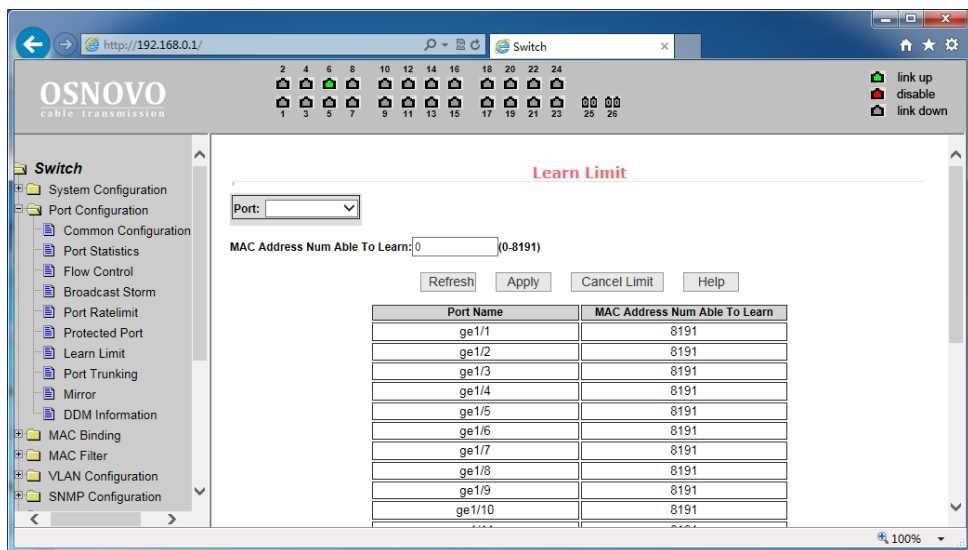 http://192.168.0.1/
Switch
OSNOVO
cable transmission
2 4 6 8 10 12 14 16 18 20 22 24
1 3 5 7 9 11 13 15 17 19 21 23 25 26
link up
disable
link down
Switch
System Configuration
Port Configuration
Common Configuration
Port Statistics
Flow Control
Broadcast Storm
Port Ratelimit
Protected Port
Learn Limit
Port Trunking
Mirror
DDM Information
MAC Binding
MAC Filter
VLAN Configuration
SNMP Configuration
Learn Limit
Port:
MAC Address Num Able To Learn: 0 (0-8191)
Refresh Apply Cancel Limit Help
Port Name MAC Address Num Able To Learn
ge1/1 8191
ge1/2 8191
ge1/3 8191
ge1/4 8191
ge1/5 8191
ge1/6 8191
ge1/7 8191
ge1/8 8191
ge1/9 8191
ge1/10 8191
100%